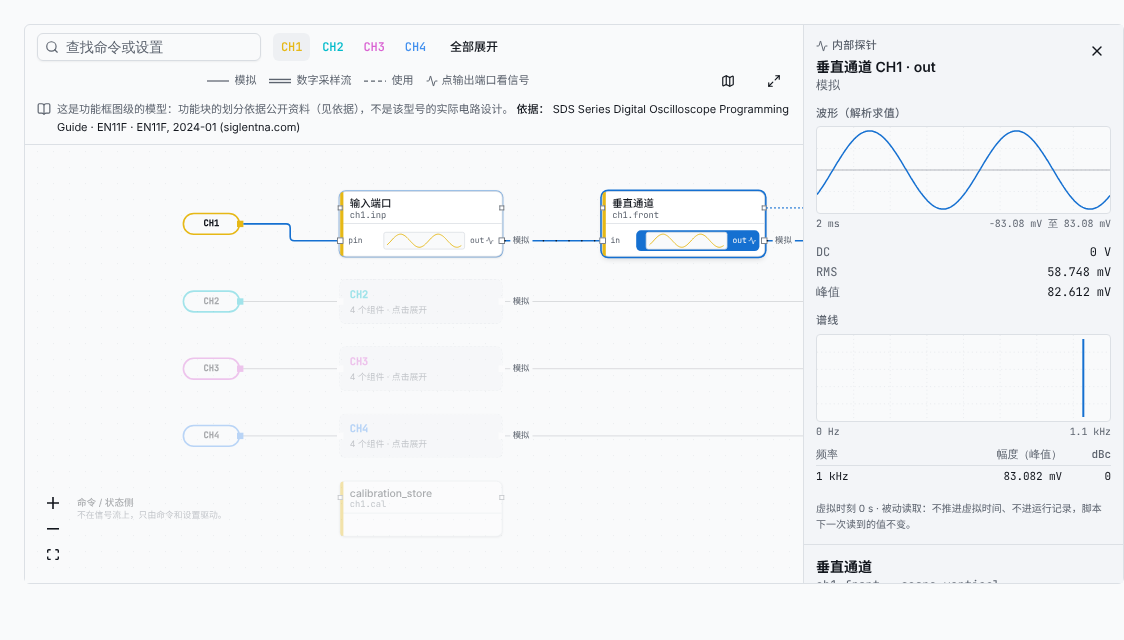 查找命令或设置
CH1 CH2 CH3 CH4 全部展开
模拟 数字采样流 使用 点输出端口看信号
这是功能框图级的模型：功能块的划分依据公开资料（见依据），不是该型号的实际电路设计。 依据： SDS Series Digital Oscilloscope Programming
Guide · EN11F · EN11F, 2024-01 (siglentna.com)
CH1
输入端口
ch1.inp
pin out
模拟
垂直通道
ch1.front
in out
模拟
CH2
CH2
4 个组件 · 点击展开
模拟
CH3
CH3
4 个组件 · 点击展开
模拟
CH4
CH4
4 个组件 · 点击展开
模拟
calibration_store
ch1.cal
命令 / 状态侧
不在信号流上，只由命令和设置驱动。
内部探针
垂直通道 CH1 · out
模拟
波形（解析求值）
2 ms -83.08 mV 至 83.08 mV
DC 0 V
RMS 58.748 mV
峰值 82.612 mV
谱线
0 Hz 1.1 kHz
频率 幅度（峰值） dBc
1 kHz 83.082 mV 0
虚拟时刻 0 s · 被动读取：不推进虚拟时间、不进运行记录，脚本
下一次读到的值不变。
垂直通道